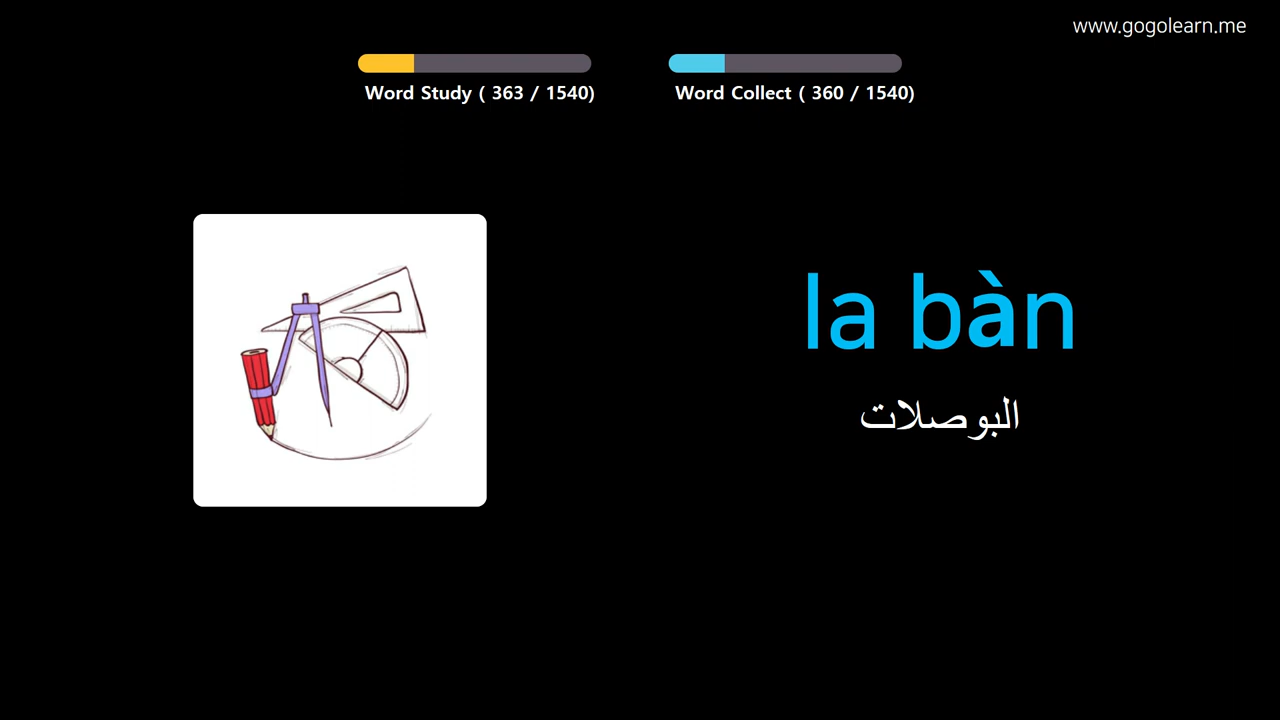 www.gogolearn.me
Word Study ( 363 / 1540)
Word Collect ( 360 / 1540)
la bàn
البوصلات